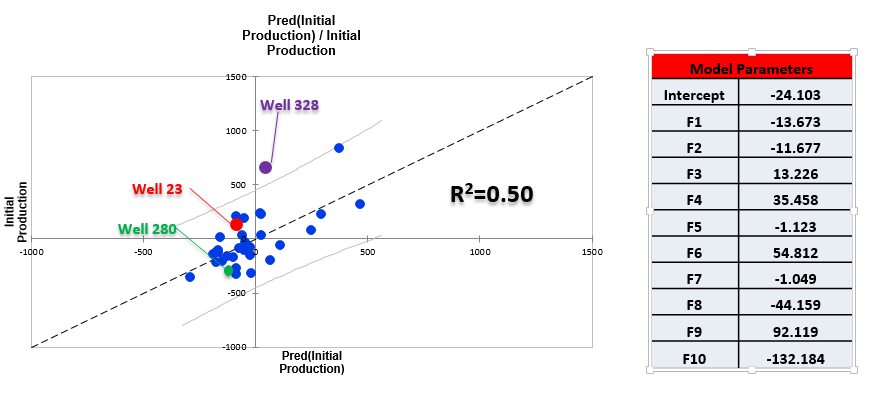 Pred(Initial
Production) / Initial
Production
1500
1000
500
0
-500
-1000
-1000
-500
0
500
1000
1500
Initial
Production
Pred(Initial
Production)
Well 328
Well 23
Well 280
R²=0.50
Model Parameters
Intercept -24.103
F1 -13.673
F2 -11.677
F3 13.226
F4 35.458
F5 -1.123
F6 54.812
F7 -1.049
F8 -44.159
F9 92.119
F10 -132.184